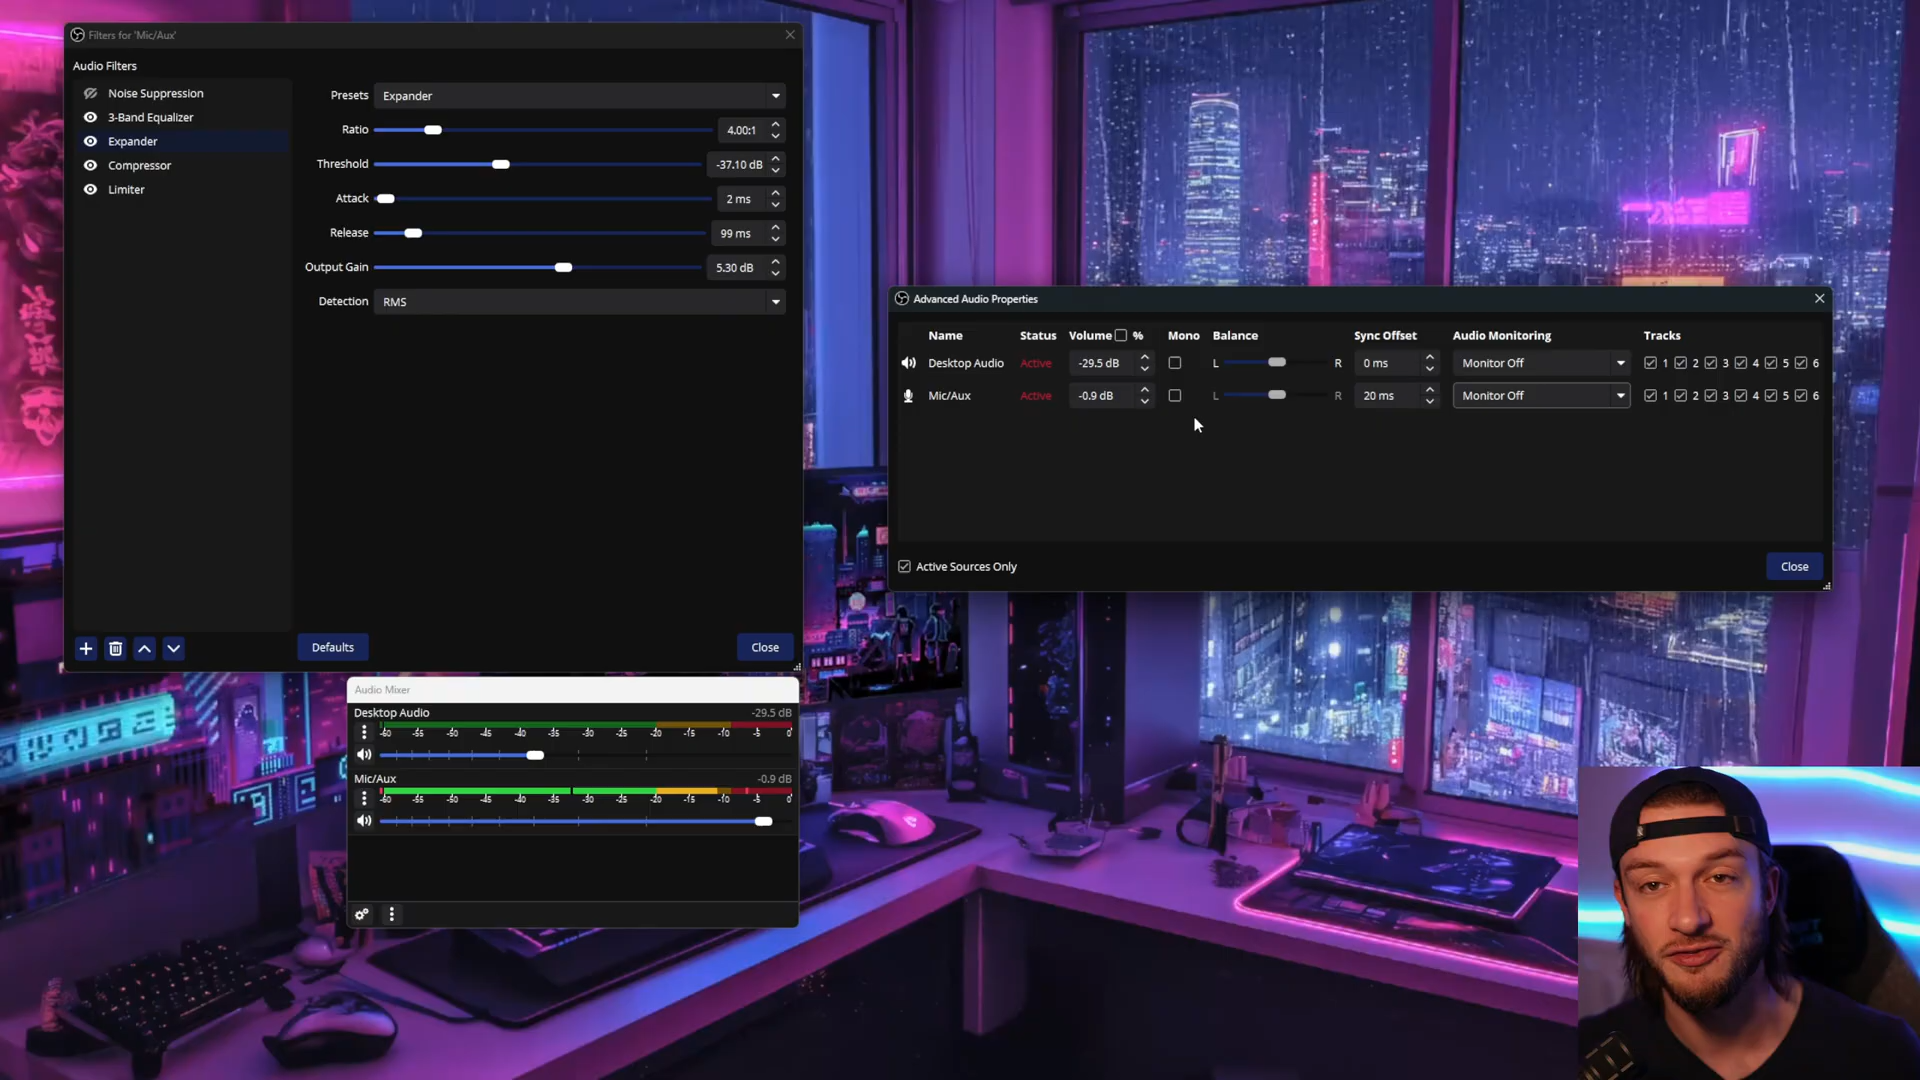 Filters for 'Mic/Aux'
Audio Filters
Noise Suppression
3-Band Equalizer
Expander
Compressor
Limiter
Presets Expander
Ratio 4.00:1
Threshold -37.10 dB
Attack 2 ms
Release 99 ms
Output Gain 5.30 dB
Detection RMS
Defaults
Close
Advanced Audio Properties
Name Status Volume % Mono Balance Sync Offset Audio Monitoring Tracks
Desktop Audio Active -29.5 dB L R 0 ms Monitor Off 1 2 3 4 5 6
Mic/Aux Active -0.9 dB L R 20 ms Monitor Off 1 2 3 4 5 6
Active Sources Only
Close
Audio Mixer
Desktop Audio -29.5 dB
-60 -55 -50 -45 -40 -35 -30 -25 -20 -15 -10 -5 0
Mic/Aux -0.9 dB
-60 -55 -50 -45 -40 -35 -30 -25 -20 -15 -10 -5 0